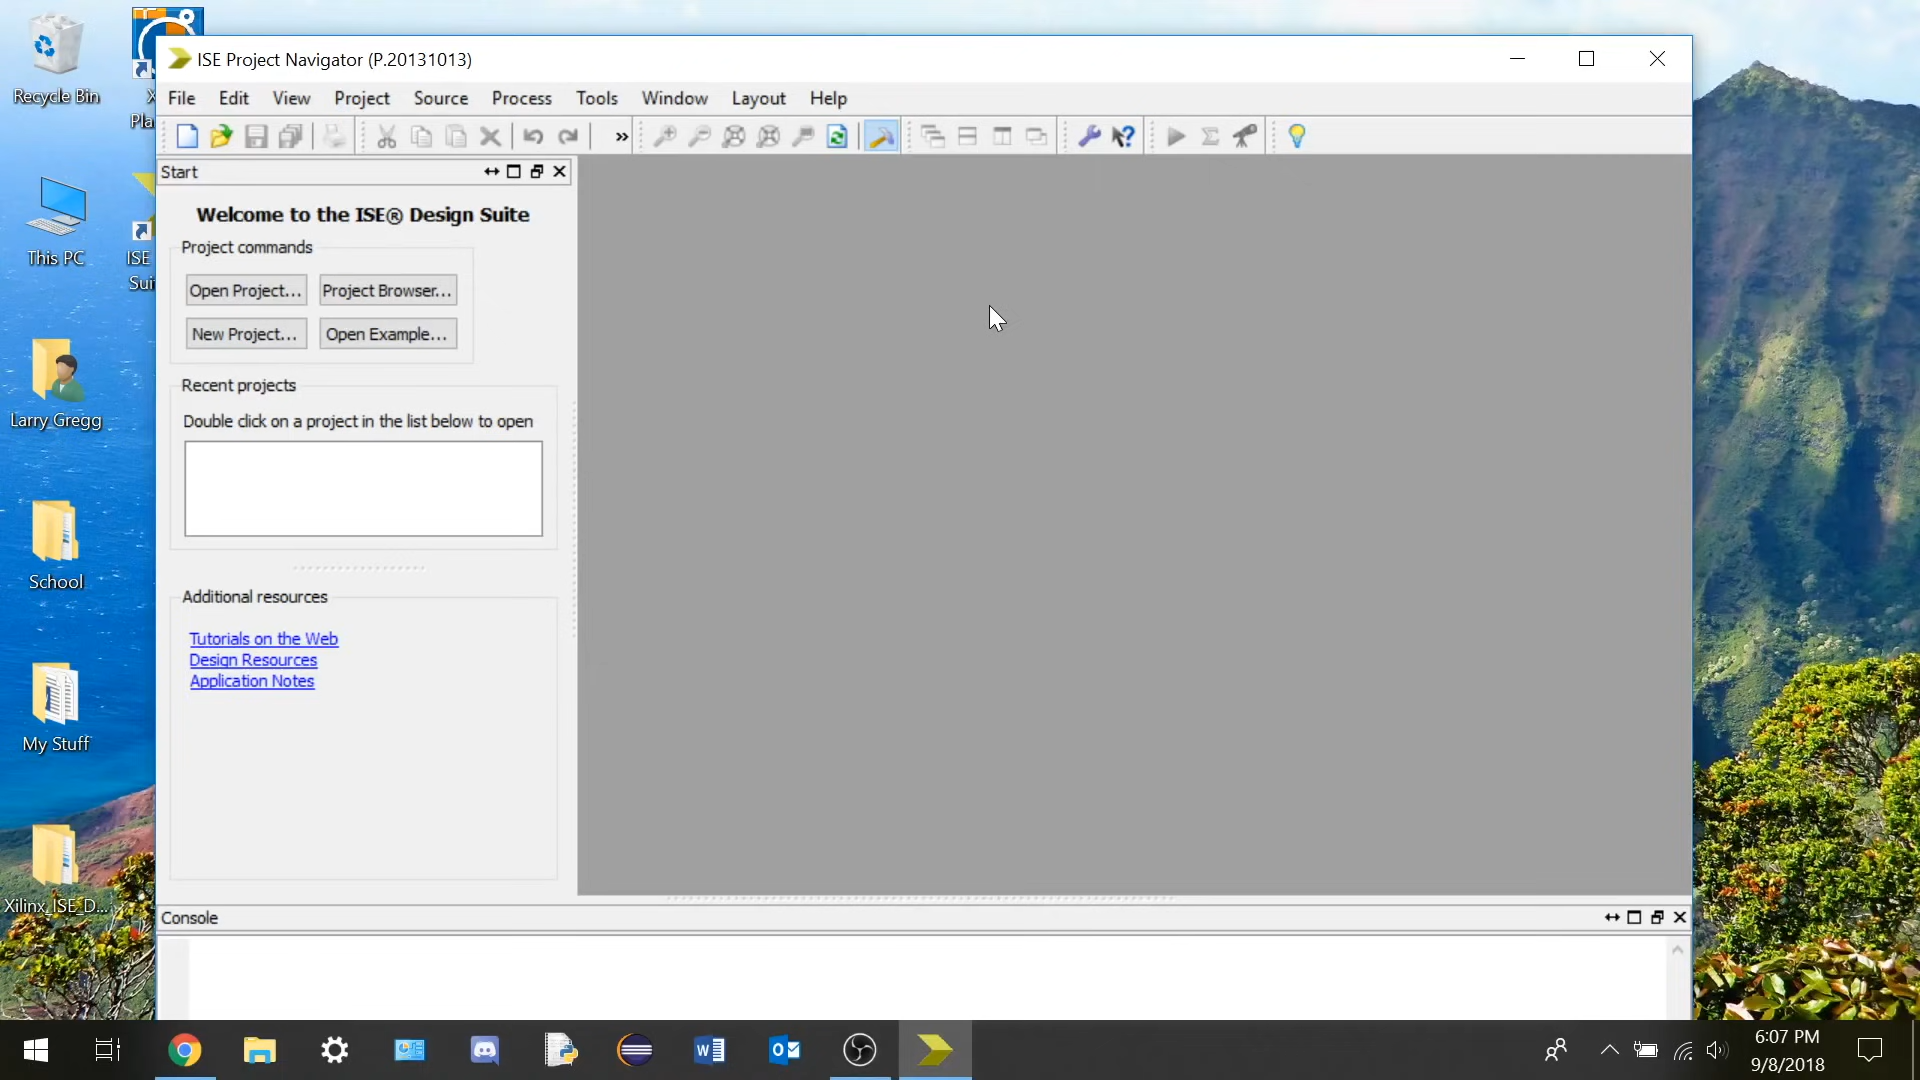 Recycle Bin
X
Pla
This PC
ISE
Sui
Larry Gregg
School
My Stuff
Xilinx_ISE_D...
ISE Project Navigator (P.20131013)
File Edit View Project Source Process Tools Window Layout Help
»
Start
Welcome to the ISE® Design Suite
Project commands
Open Project... Project Browser...
New Project... Open Example...
Recent projects
Double click on a project in the list below to open
Additional resources
Tutorials on the Web
Design Resources
Application Notes
Console
6:07 PM
9/8/2018